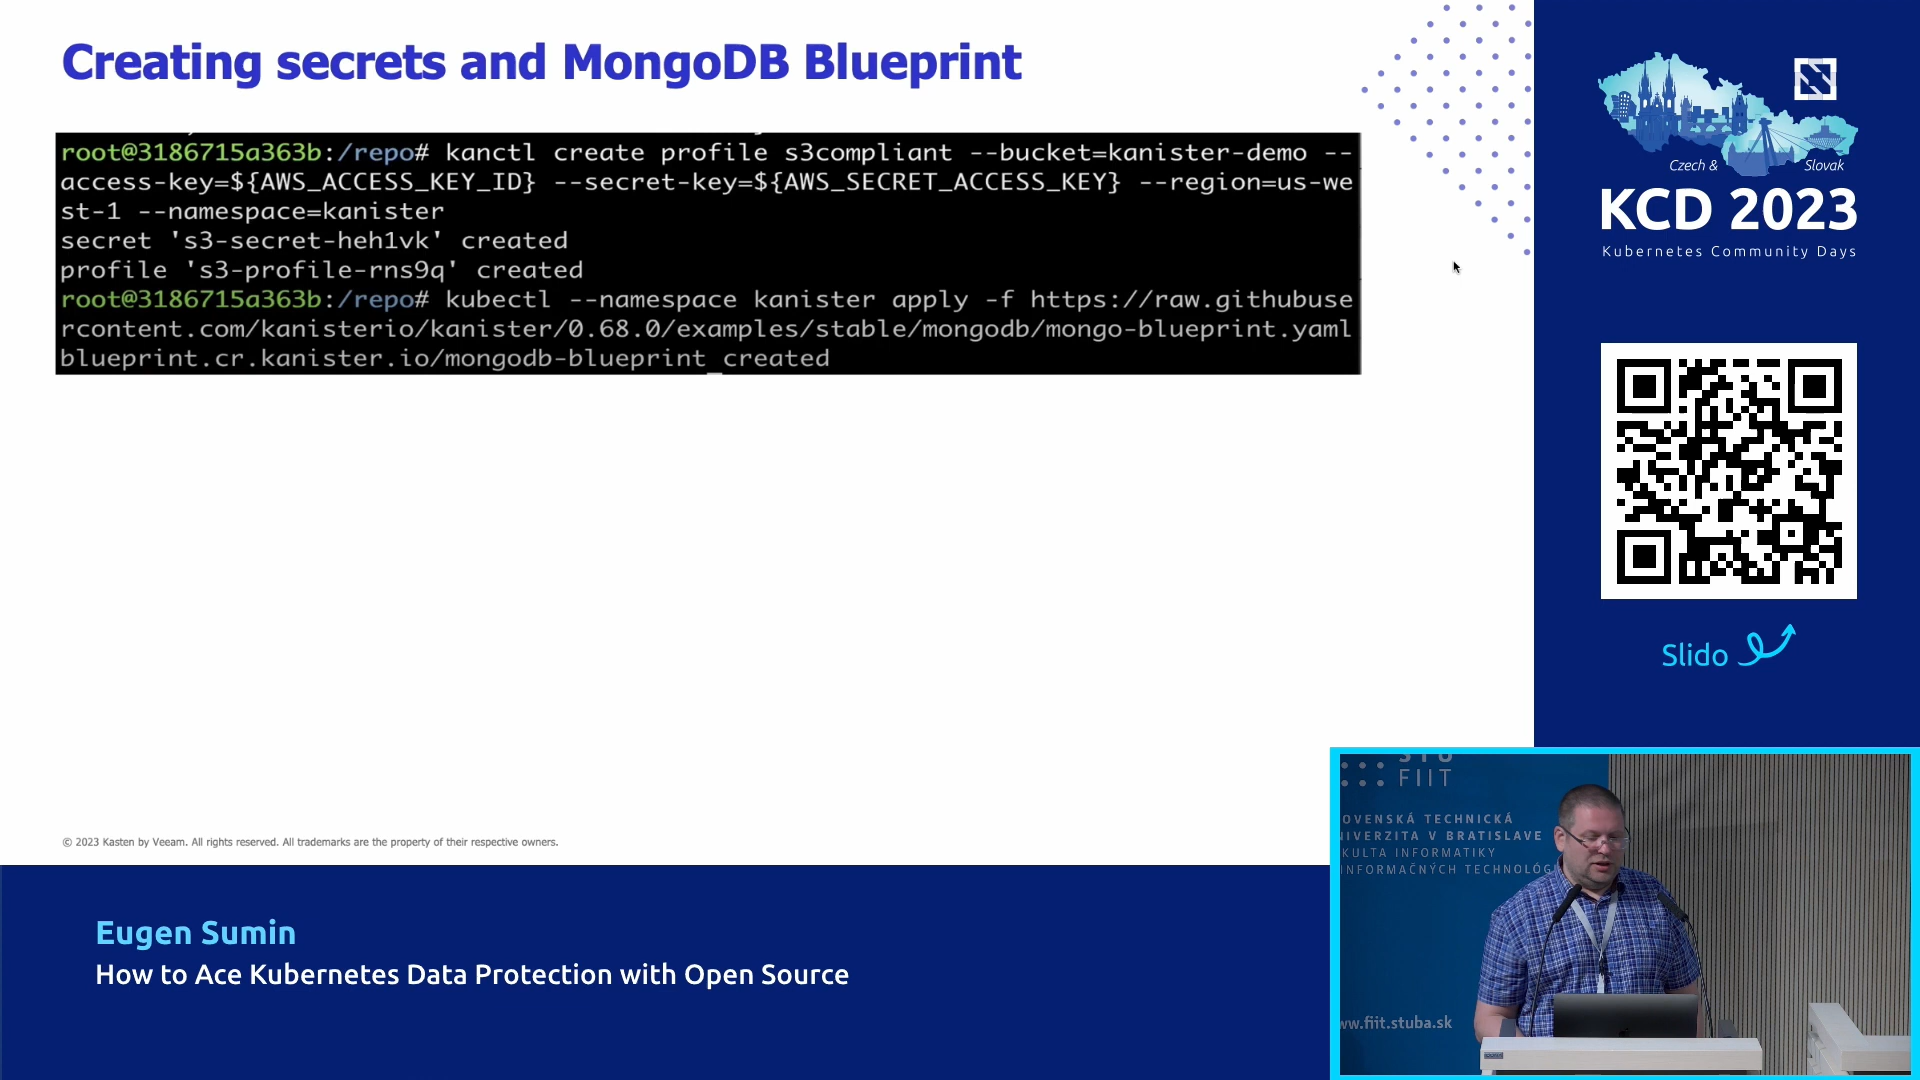 Creating secrets and MongoDB Blueprint
root@3186715a363b:/repo# kanctl create profile s3compliant --bucket=kanister-demo --
access-key=${AWS_ACCESS_KEY_ID} --secret-key=${AWS_SECRET_ACCESS_KEY} --region=us-we
st-1 --namespace=kanister
secret 's3-secret-heh1vk' created
profile 's3-profile-rns9q' created
root@3186715a363b:/repo# kubectl --namespace kanister apply -f https://raw.githubuse
rcontent.com/kanisterio/kanister/0.68.0/examples/stable/mongodb/mongo-blueprint.yaml
blueprint.cr.kanister.io/mongodb-blueprint created
© 2023 Kasten by Veeam. All rights reserved. All trademarks are the property of their respective owners.
Czech & Slovak
KCD 2023
Kubernetes Community Days
Slido
Eugen Sumin
How to Ace Kubernetes Data Protection with Open Source
FIIT
OVENSKÁ TECHNICKÁ
IVERZITA V BRATISLAVE
KULTA INFORMATIKY
INFORMAČNÝCH TECHNOLÓG
ww.fiit.stuba.sk